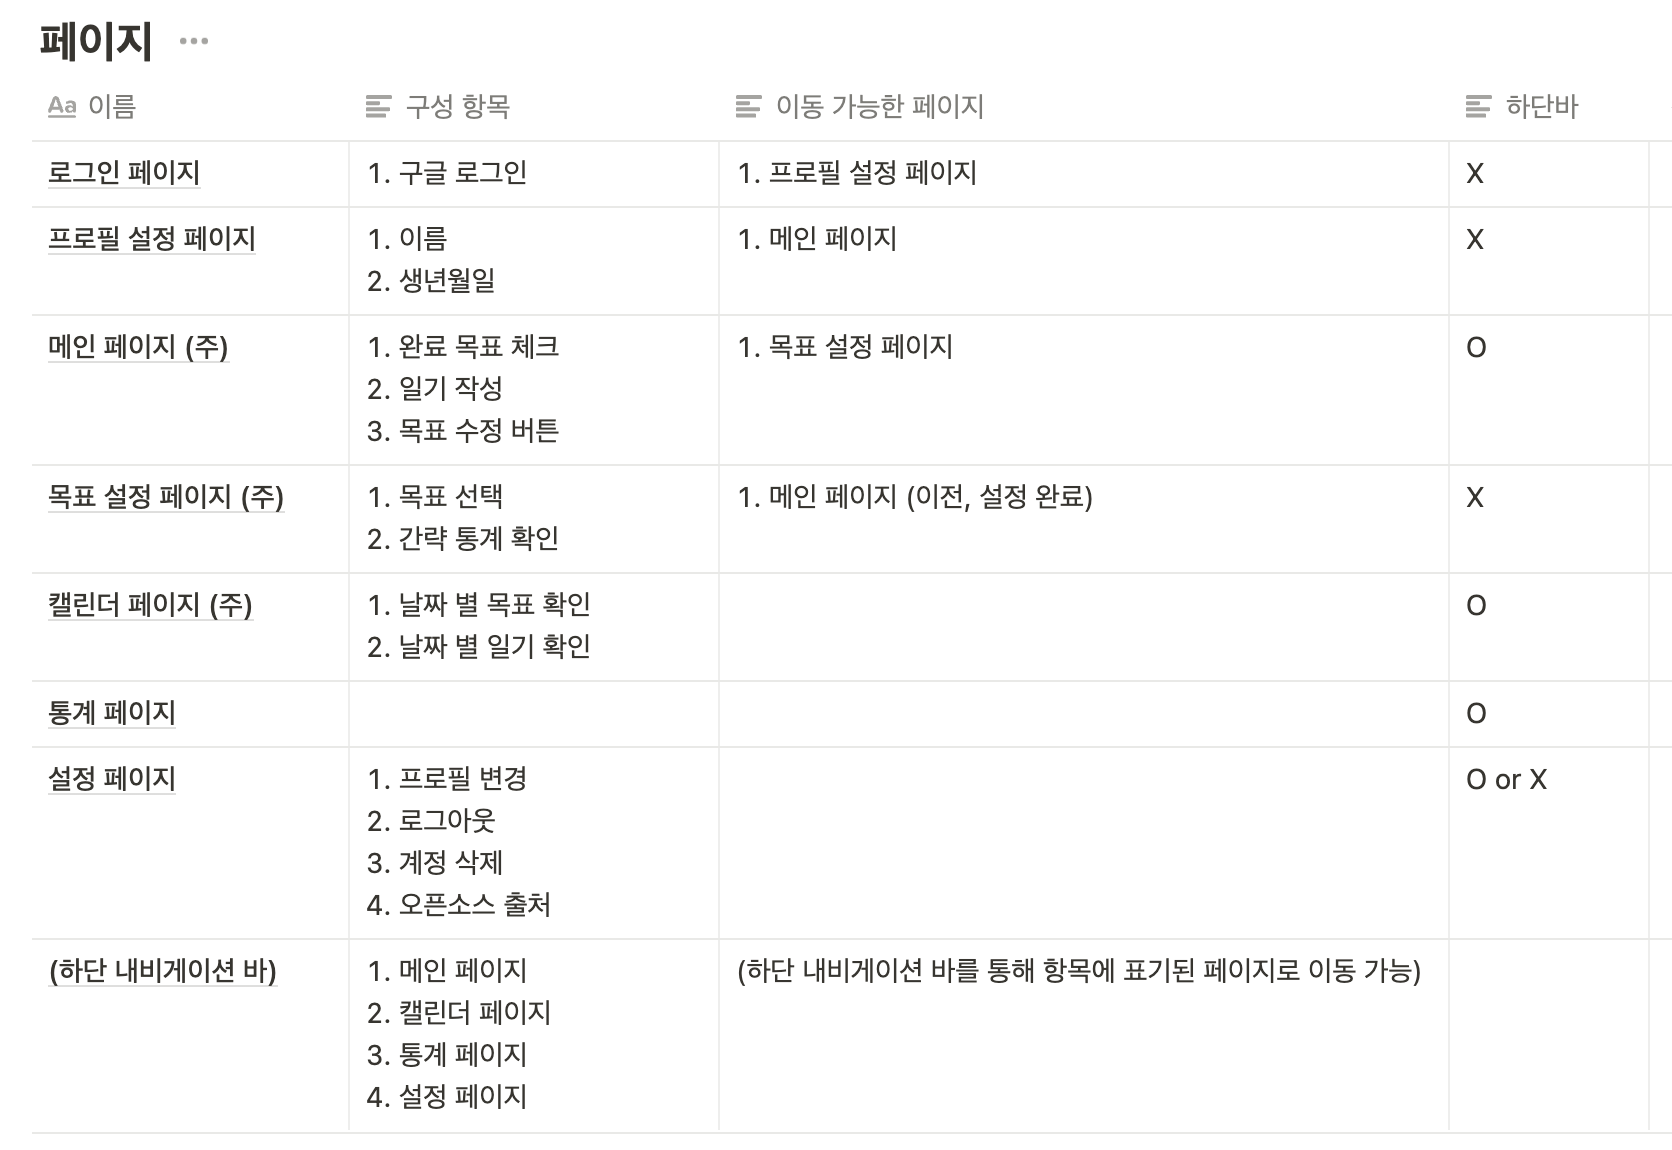 페이지 ...
Aa 이름 구성 항목 이동 가능한 페이지 하단바
로그인 페이지 1. 구글 로그인 1. 프로필 설정 페이지 X
프로필 설정 페이지 1. 이름 1. 메인 페이지 X
2. 생년월일
메인 페이지 (주) 1. 완료 목표 체크 1. 목표 설정 페이지 O
2. 일기 작성
3. 목표 수정 버튼
목표 설정 페이지 (주) 1. 목표 선택 1. 메인 페이지 (이전, 설정 완료) X
2. 간략 통계 확인
캘린더 페이지 (주) 1. 날짜 별 목표 확인 O
2. 날짜 별 일기 확인
통계 페이지 O
설정 페이지 1. 프로필 변경 O or X
2. 로그아웃
3. 계정 삭제
4. 오픈소스 출처
(하단 내비게이션 바) 1. 메인 페이지 (하단 내비게이션 바를 통해 항목에 표기된 페이지로 이동 가능)
2. 캘린더 페이지
3. 통계 페이지
4. 설정 페이지